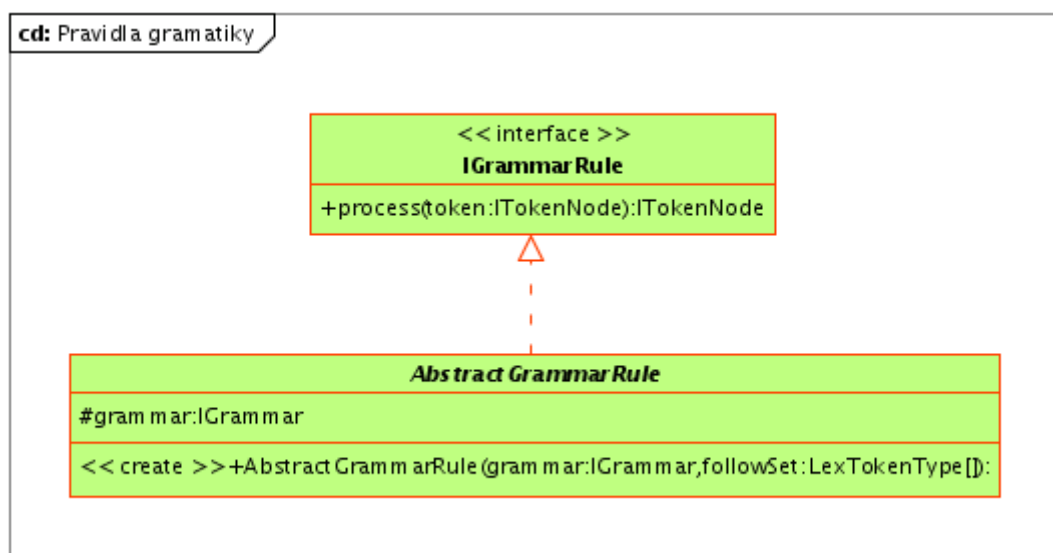 cd: Pravidla gramatiky
<< interface >>
IGrammarRule
+process(token:ITokenNode):ITokenNode
AbstractGrammarRule
#grammar:IGrammar
<< create >>+AbstractGrammarRule(grammar:IGrammar,followSet:LexTokenType[]):